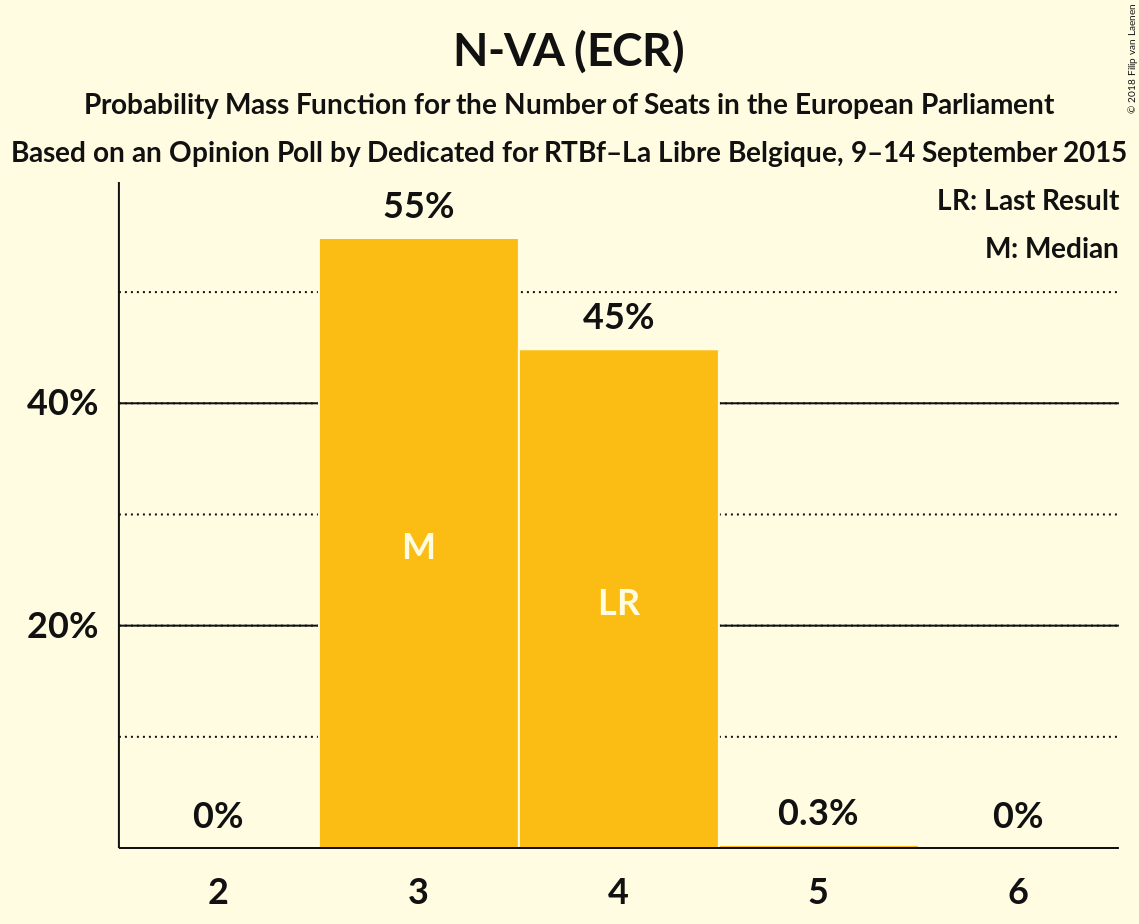 N-VA (ECR)
Probability Mass Function for the Number of Seats in the European Parliament
Based on an Opinion Poll by Dedicated for RTBf–La Libre Belgique, 9–14 September 2015
© 2018 Filip van Laenen
LR: Last Result
M: Median
55%
45%
40%
M
LR
20%
0%
0.3%
0%
2
3
4
5
6